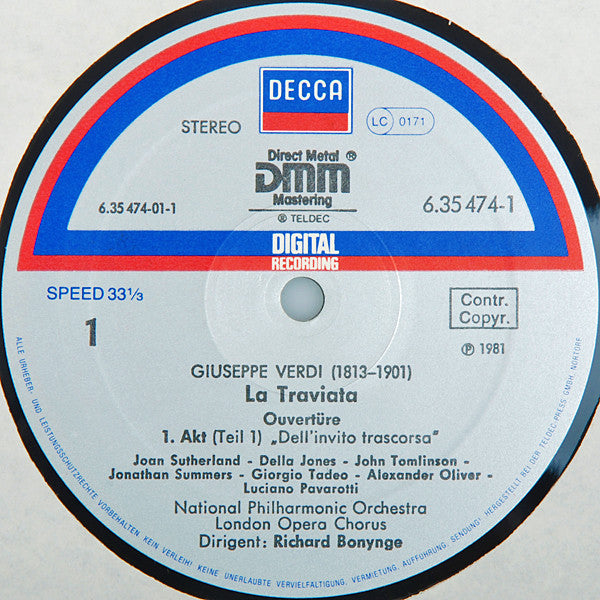 DECCA
STEREO
LC 0171
Direct Metal ®
DMM
Mastering
® TELDEC
6.35 474-01-1
6.35 474-1
DIGITAL
RECORDING
SPEED 33⅓
1
Contr.
Copyr.
℗ 1981
GIUSEPPE VERDI (1813–1901)
La Traviata
Ouvertüre
1. Akt (Teil 1) „Dell'invito trascorsa"
Joan Sutherland - Della Jones - John Tomlinson -
Jonathan Summers - Giorgio Tadeo - Alexander Oliver -
Luciano Pavarotti
National Philharmonic Orchestra
London Opera Chorus
Dirigent: Richard Bonynge
ALLE URHEBER- UND LEISTUNGSSCHUTZRECHTE VORBEHALTEN. KEIN VERLEIH! KEINE UNERLAUBTE VERVIELFÄLTIGUNG, VERMIETUNG, AUFFÜHRUNG, SENDUNG! HERGESTELLT BEI DER TELDEC-PRESS GMBH, NORTORF